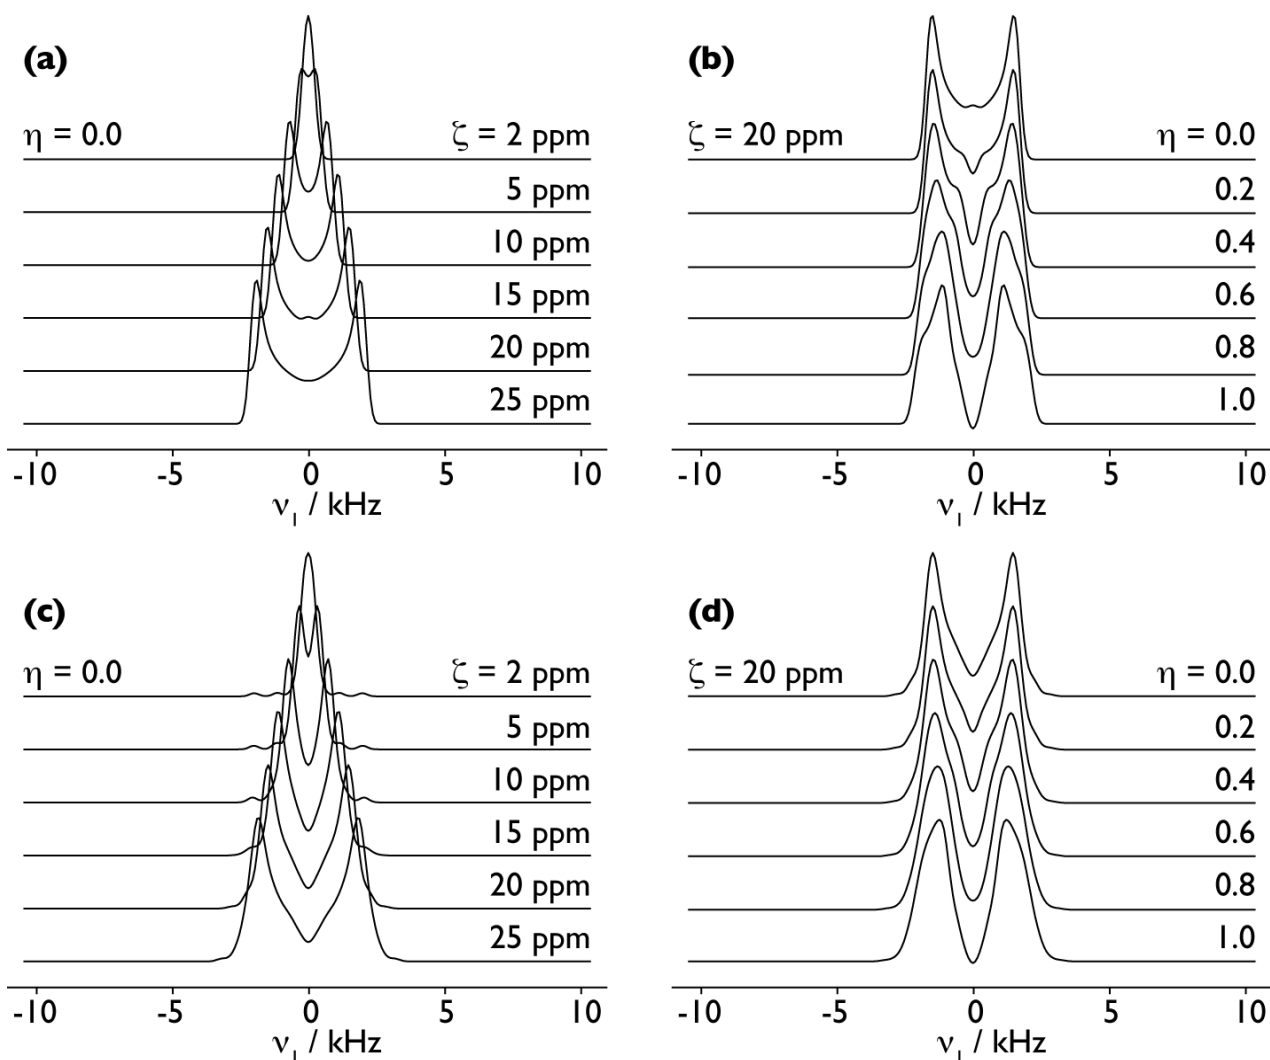 (a)
η = 0.0 ζ = 2 ppm
5 ppm
10 ppm
15 ppm
20 ppm
25 ppm
-10 -5 0 5 10
ν₁ / kHz
(b)
ζ = 20 ppm η = 0.0
0.2
0.4
0.6
0.8
1.0
-10 -5 0 5 10
ν₁ / kHz
(c)
η = 0.0 ζ = 2 ppm
5 ppm
10 ppm
15 ppm
20 ppm
25 ppm
-10 -5 0 5 10
ν₁ / kHz
(d)
ζ = 20 ppm η = 0.0
0.2
0.4
0.6
0.8
1.0
-10 -5 0 5 10
ν₁ / kHz